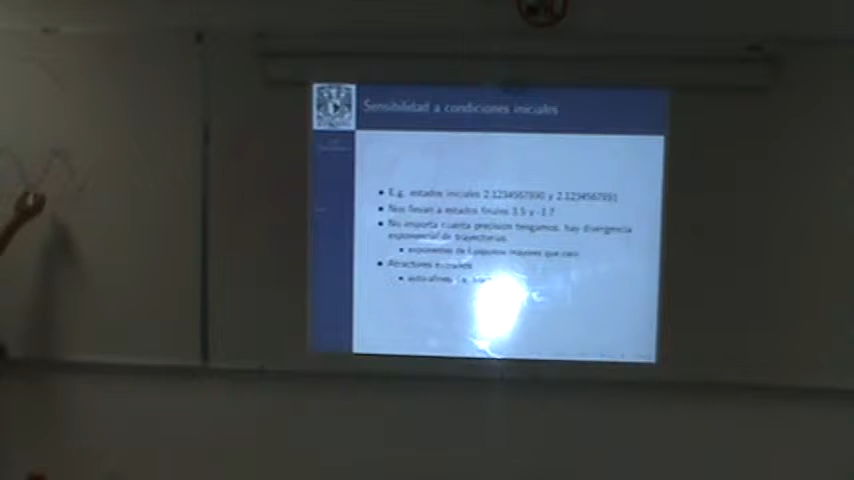 Sensibilidad a condiciones iniciales
• E.g. estados iniciales 2.1234567890 y 2.1234567891
• Nos llevan a estados finales 3.5 y -3.7
• No importa cuanta precisión tengamos, hay divergencia
exponencial de trayectorias
• exponentes de Lyapunov mayores que cero
• Atractores extraños